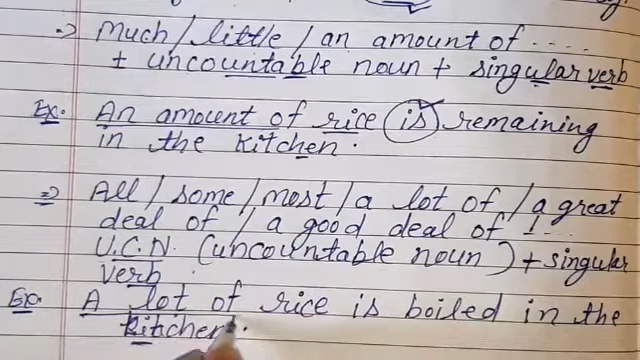 => Much / little / an amount of ....
+ uncountable noun + singular verb
Ex. An amount of rice is remaining
in the kitchen.
=> All / some / most / a lot of / a great
deal of / a good deal of /...
U.C.N. (uncountable noun) + singular
verb
Ex. A lot of rice is boiled in the
kitchen.